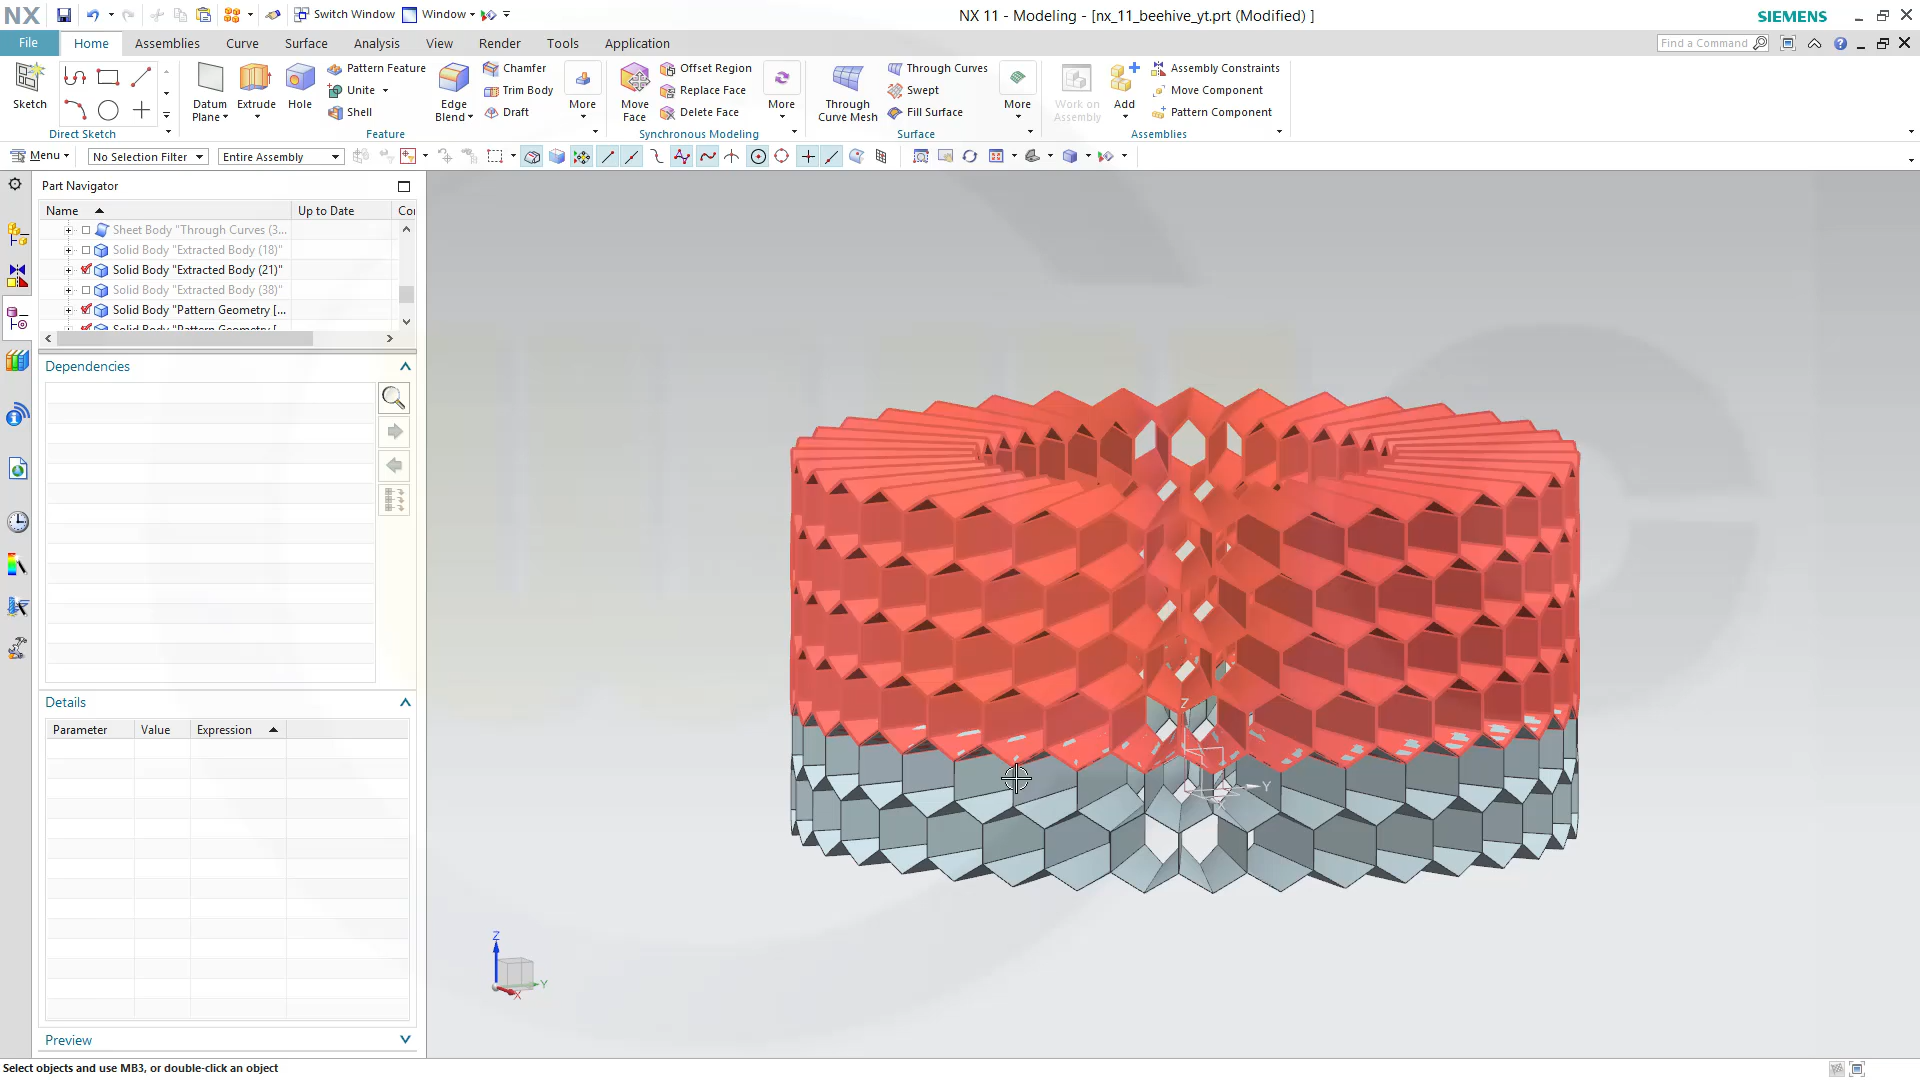 NX
Switch Window
Window
NX 11 - Modeling - [nx_11_beehive_yt.prt (Modified) ]
SIEMENS
File
Home
Assemblies
Curve
Surface
Analysis
View
Render
Tools
Application
Find a Command
Sketch
Direct Sketch
Datum
Plane
Extrude
Hole
Pattern Feature
Unite
Shell
Edge
Blend
Chamfer
Trim Body
Draft
More
Feature
Move
Face
Offset Region
Replace Face
Delete Face
More
Synchronous Modeling
Through
Curve Mesh
Through Curves
Swept
Fill Surface
More
Surface
Work on
Assembly
Add
Assembly Constraints
Move Component
Pattern Component
Assemblies
Menu
No Selection Filter
Entire Assembly
Part Navigator
Name
Up to Date
Sheet Body "Through Curves (3...
Solid Body "Extracted Body (18)"
Solid Body "Extracted Body (21)"
Solid Body "Extracted Body (38)"
Solid Body "Pattern Geometry [...
Solid Body "Pattern Geometry [
Dependencies
Details
Parameter
Value
Expression
Preview
Z
Y
Z
Y
X
Select objects and use MB3, or double-click an object